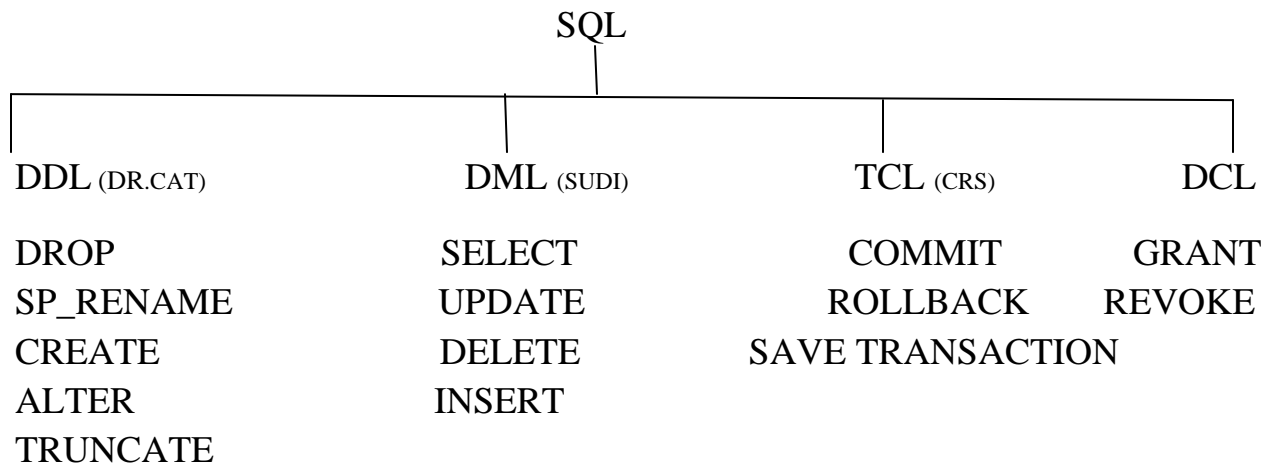 SQL
DDL (DR.CAT) DML (SUDI) TCL (CRS) DCL
DROP SELECT COMMIT GRANT
SP_RENAME UPDATE ROLLBACK REVOKE
CREATE DELETE SAVE TRANSACTION
ALTER INSERT
TRUNCATE